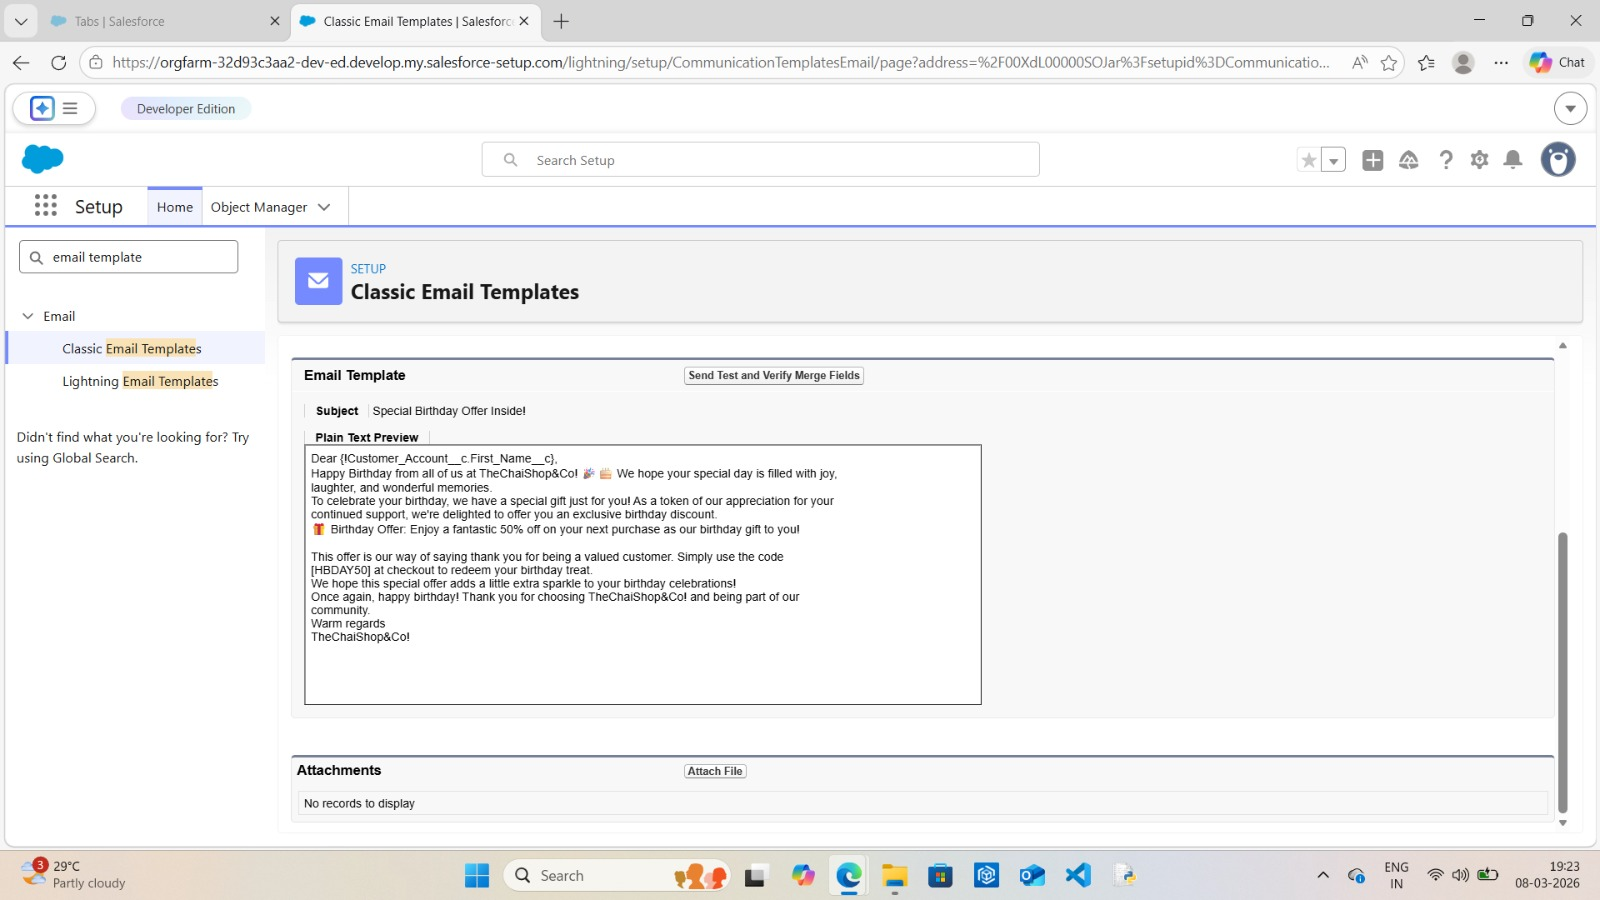 Tabs | Salesforce
Classic Email Templates | Salesforc
https://orgfarm-32d93c3aa2-dev-ed.develop.my.salesforce-setup.com/lightning/setup/CommunicationTemplatesEmail/page?address=%2F00XdL00000SOJar%3Fsetupid%3DCommunicatio...
Chat
Developer Edition
Search Setup
Setup
Home
Object Manager
email template
Email
Classic Email Templates
Lightning Email Templates
Didn't find what you're looking for? Try
using Global Search.
SETUP
Classic Email Templates
Email Template
Send Test and Verify Merge Fields
Subject Special Birthday Offer Inside!
Plain Text Preview
Dear {!Customer_Account__c.First_Name__c},
Happy Birthday from all of us at TheChaiShop&Co! 🎉 🎂 We hope your special day is filled with joy,
laughter, and wonderful memories.
To celebrate your birthday, we have a special gift just for you! As a token of our appreciation for your
continued support, we're delighted to offer you an exclusive birthday discount.
🎁 Birthday Offer: Enjoy a fantastic 50% off on your next purchase as our birthday gift to you!
This offer is our way of saying thank you for being a valued customer. Simply use the code
[HBDAY50] at checkout to redeem your birthday treat.
We hope this special offer adds a little extra sparkle to your birthday celebrations!
Once again, happy birthday! Thank you for choosing TheChaiShop&Co! and being part of our
community.
Warm regards
TheChaiShop&Co!
Attachments
Attach File
No records to display
3
29°C
Partly cloudy
Search
ENG
IN
19:23
08-03-2026